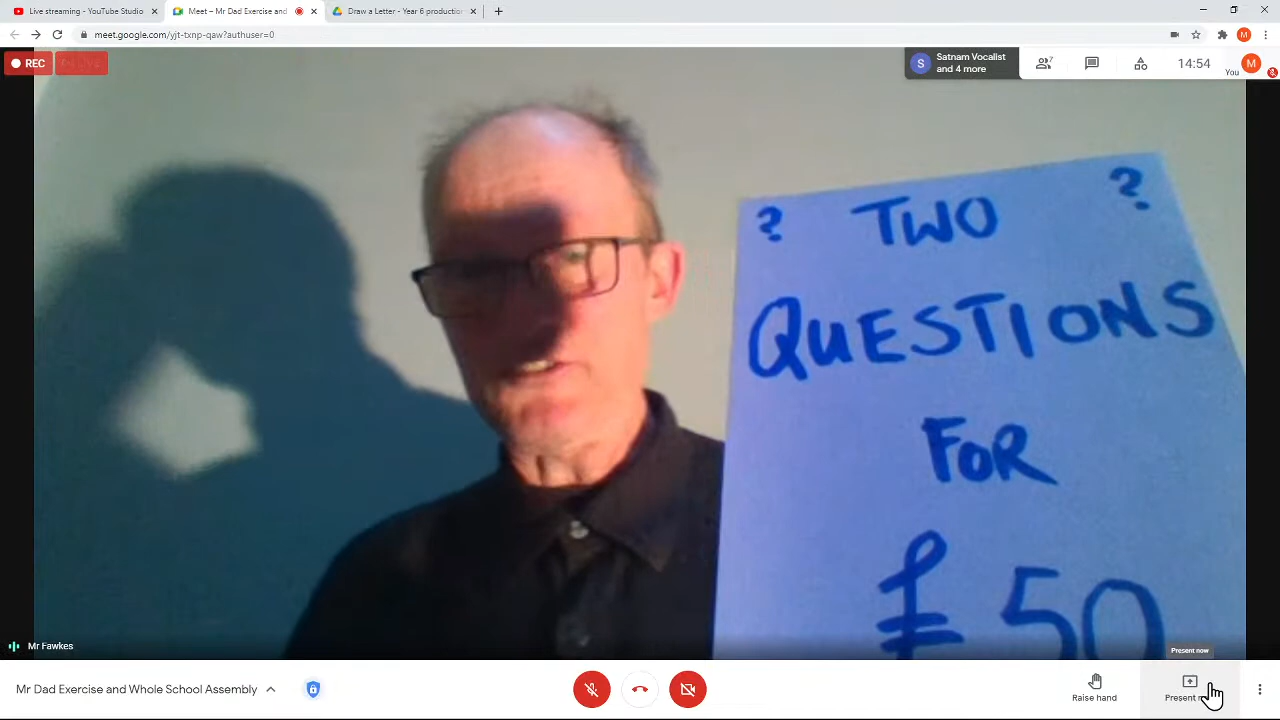 Live streaming - YouTube Studio
Meet – Mr Dad Exercise and
Draw a Letter - Year 6 production
meet.google.com/yjt-txnp-qaw?authuser=0
M
REC
LIVE
S
Satnam Vocalist
and 4 more
7
14:54
You
M
? TWO ?
QUESTIONS
FOR
£50
Mr Fawkes
Present now
Mr Dad Exercise and Whole School Assembly
Raise hand
Present